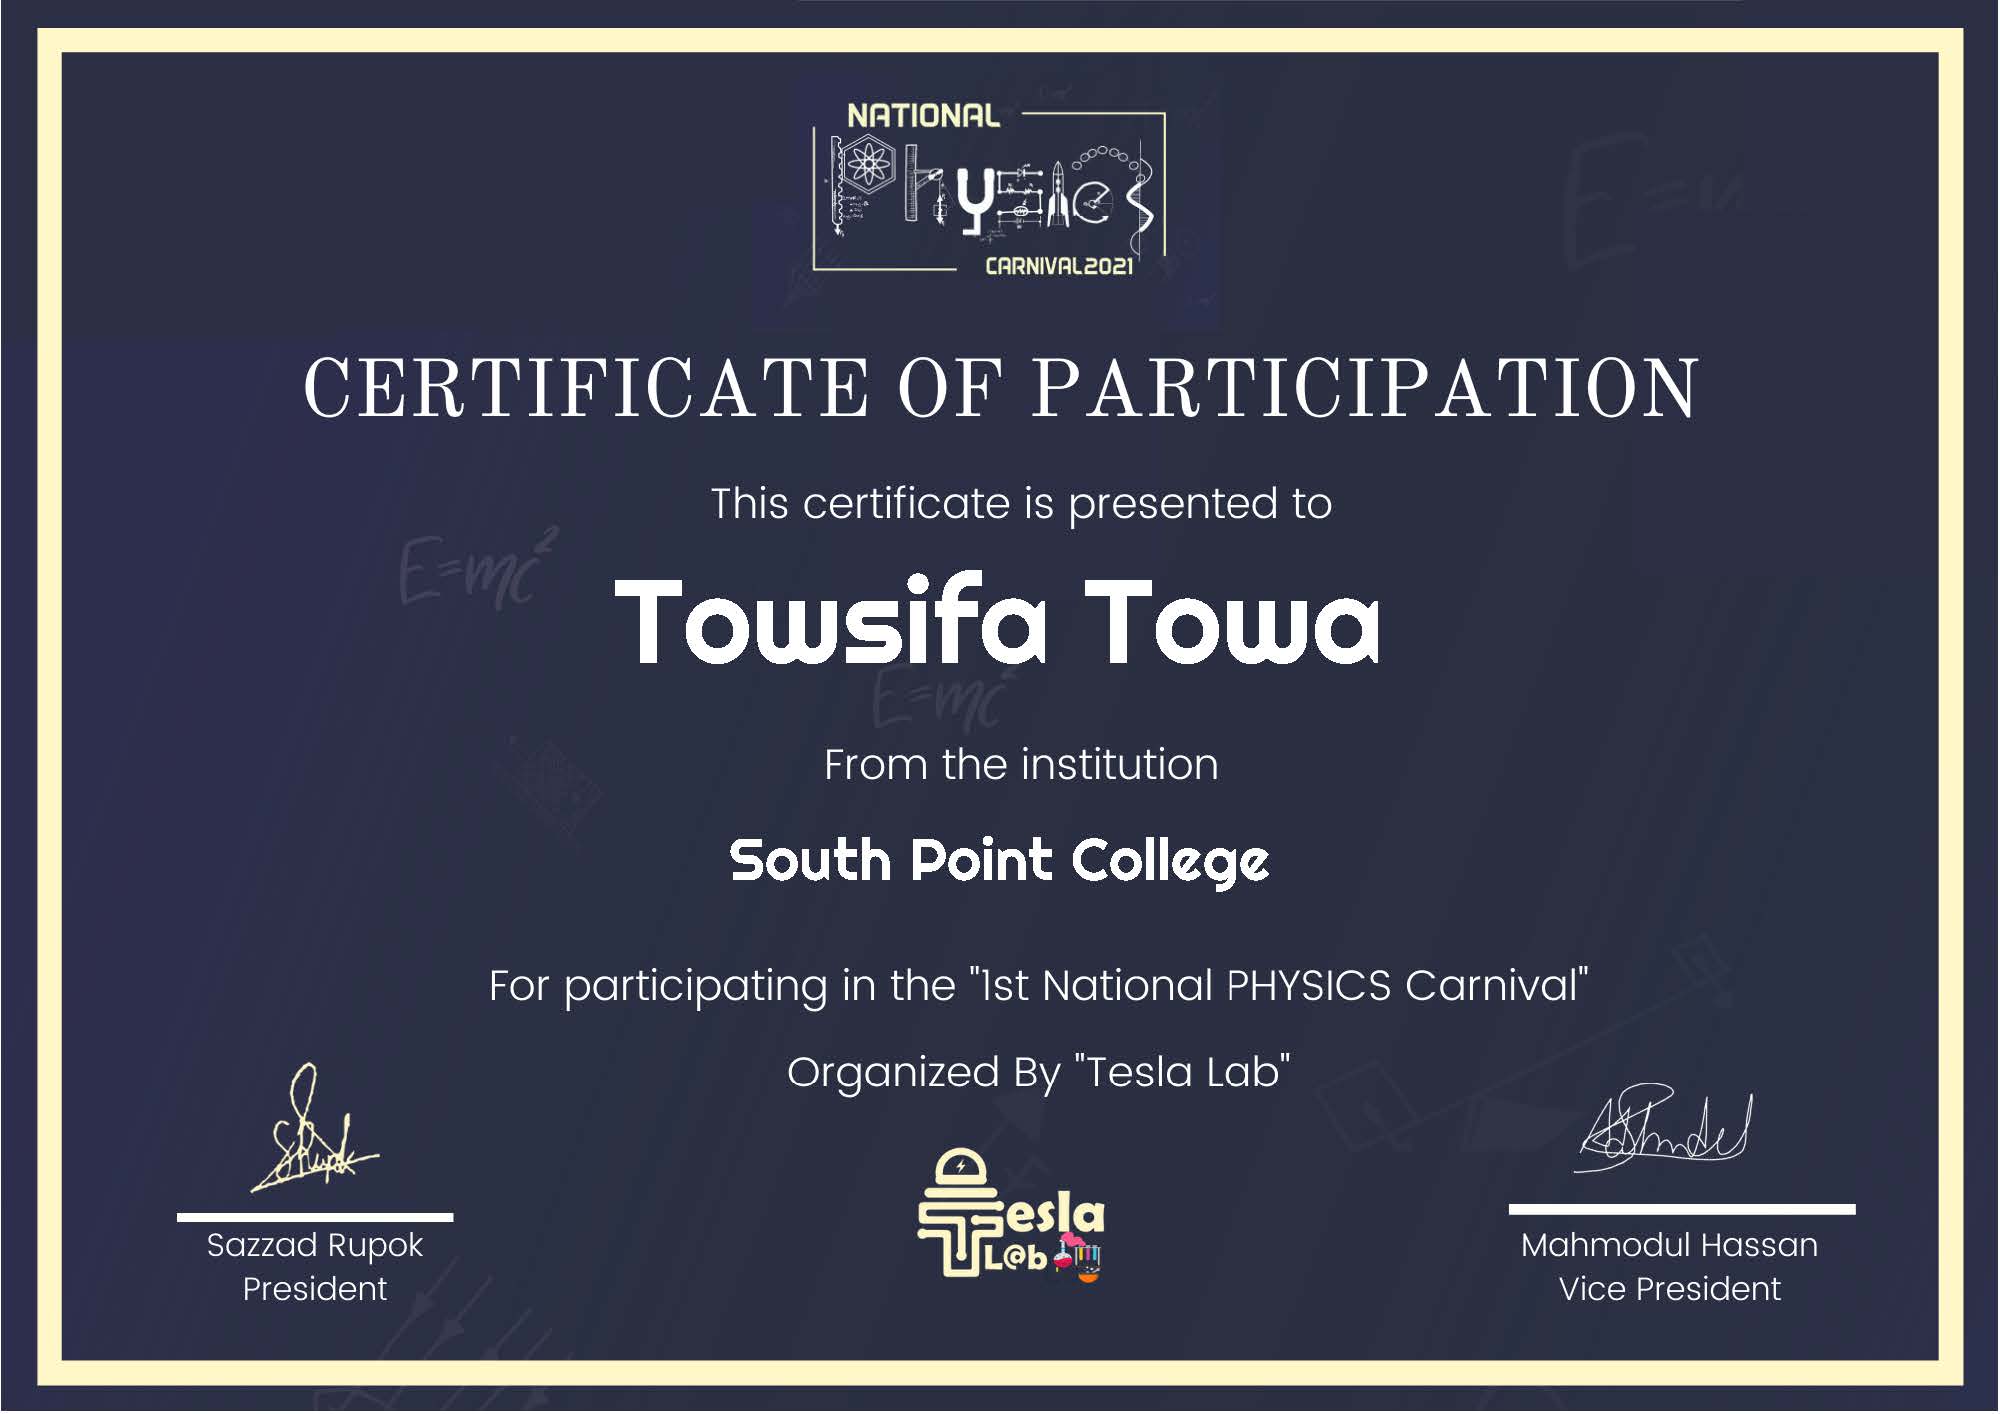 NATIONAL
Physics
CARNIVAL2021
CERTIFICATE OF PARTICIPATION
This certificate is presented to
E=mc²
Towsifa Towa
E=mc²
From the institution
South Point College
For participating in the "1st National PHYSICS Carnival"
Organized By "Tesla Lab"
Tesla
L@b
Sazzad Rupok
President
Mahmodul Hassan
Vice President